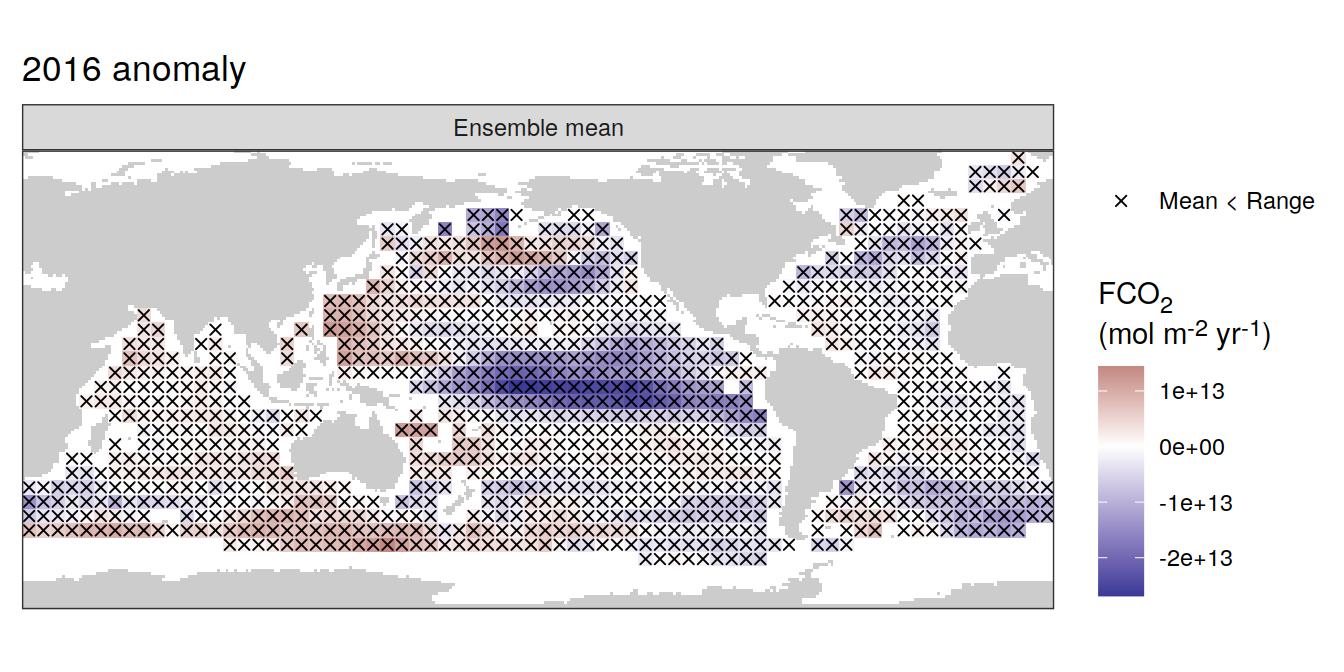 2016 anomaly
Ensemble mean
× Mean < Range
FCO₂
(mol m⁻² yr⁻¹)
1e+13
0e+00
-1e+13
-2e+13